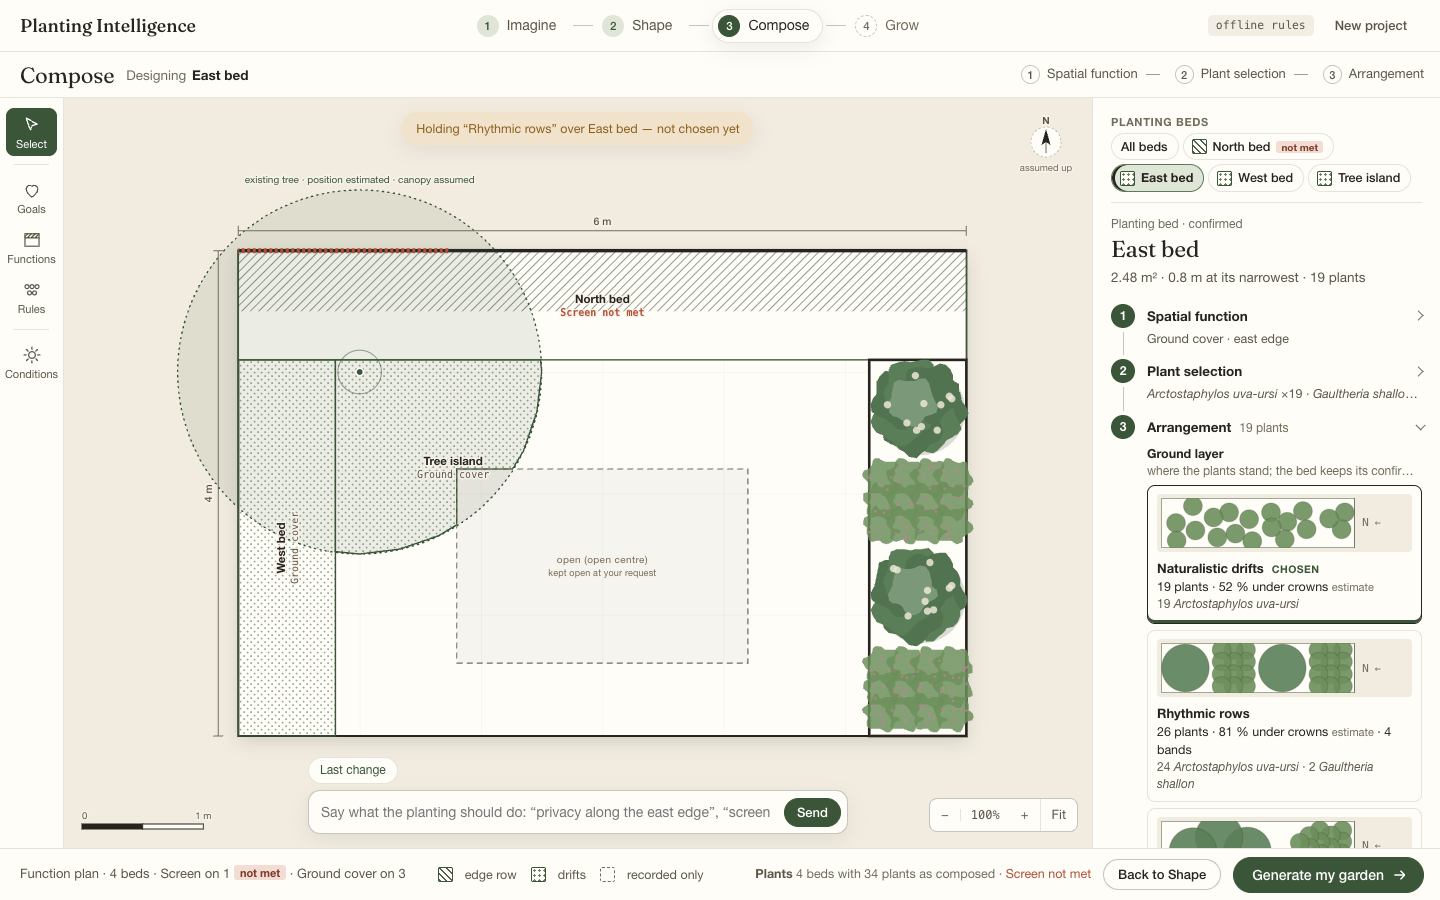 Planting Intelligence
1 Imagine
2 Shape
3 Compose
4 Grow
offline rules
New project
Compose Designing East bed
1 Spatial function
2 Plant selection
3 Arrangement
Select
Goals
Functions
Rules
Conditions
Holding “Rhythmic rows” over East bed — not chosen yet
N
assumed up
existing tree · position estimated · canopy assumed
6 m
4 m
North bed
Screen not met
Tree island
Ground cover
West bed
Ground cover
open (open centre)
kept open at your request
Last change
Say what the planting should do: “privacy along the east edge”, “screen
Send
0 1 m
− 100% + Fit
PLANTING BEDS
All beds
North bed not met
East bed
West bed
Tree island
Planting bed · confirmed
East bed
2.48 m² · 0.8 m at its narrowest · 19 plants
1 Spatial function
Ground cover · east edge
2 Plant selection
Arctostaphylos uva-ursi ×19 · Gaultheria shallo…
3 Arrangement 19 plants
Ground layer
where the plants stand; the bed keeps its confir…
N ←
Naturalistic drifts CHOSEN
19 plants · 52 % under crowns estimate
19 Arctostaphylos uva-ursi
N ←
Rhythmic rows
26 plants · 81 % under crowns estimate · 4
bands
24 Arctostaphylos uva-ursi · 2 Gaultheria
shallon
N ←
Function plan · 4 beds · Screen on 1 not met · Ground cover on 3
edge row
drifts
recorded only
Plants 4 beds with 34 plants as composed · Screen not met
Back to Shape
Generate my garden →